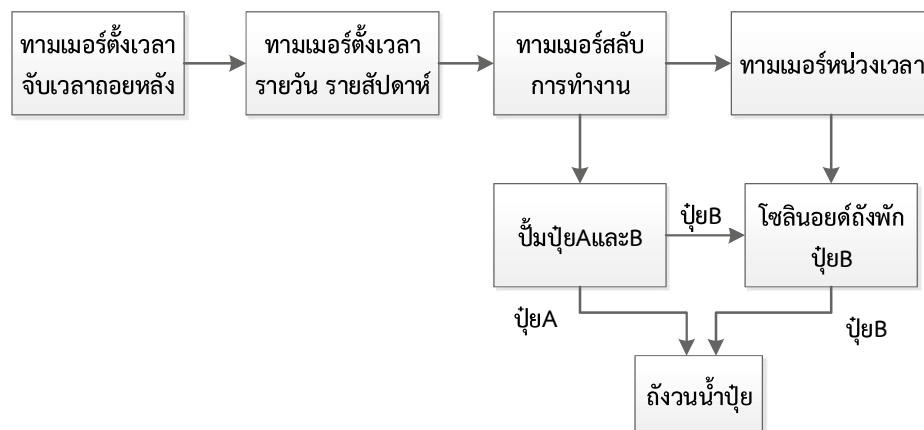 ทามเมอร์ตั้งเวลา
จับเวลาถอยหลัง
ทามเมอร์ตั้งเวลา
รายวัน รายสัปดาห์
ทามเมอร์สลับ
การทำงาน
ทามเมอร์หน่วงเวลา
ปั้มปุ๋ยAและB
ปุ๋ยB
โซลินอยด์ถังพัก
ปุ๋ยB
ปุ๋ยA
ปุ๋ยB
ถังวนน้ำปุ๋ย